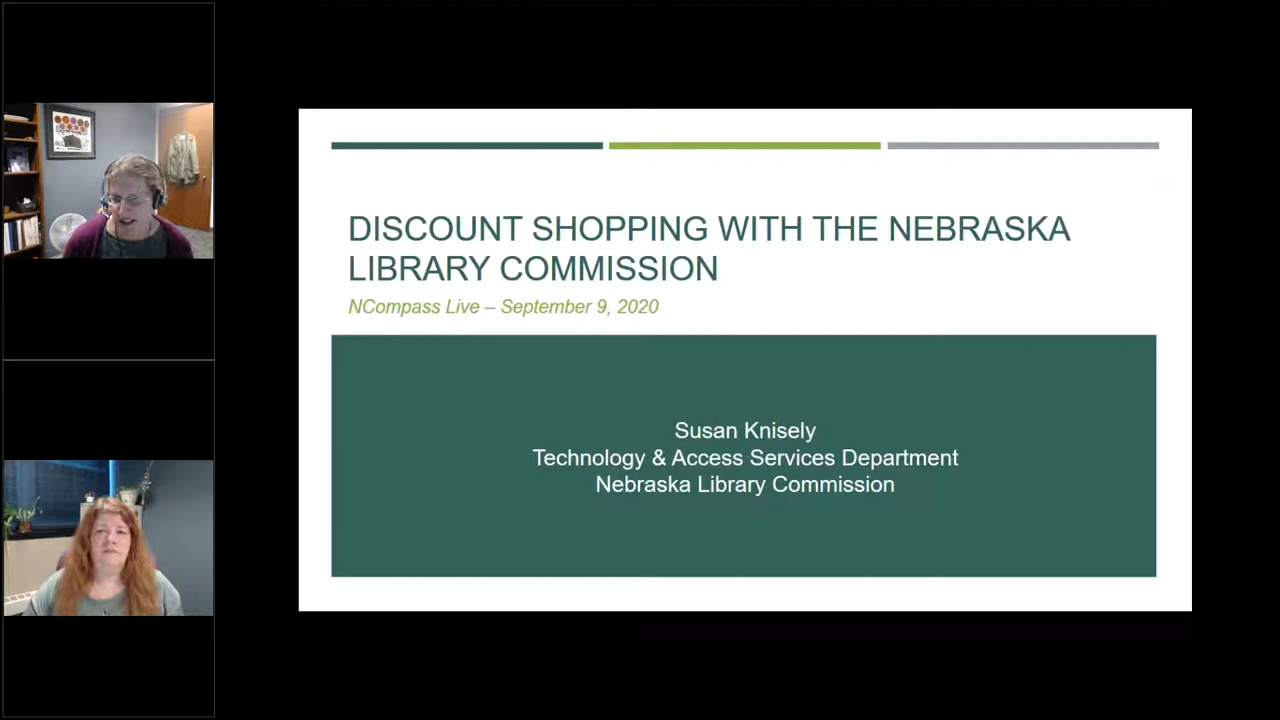 DISCOUNT SHOPPING WITH THE NEBRASKA
LIBRARY COMMISSION
NCompass Live – September 9, 2020
Susan Knisely
Technology & Access Services Department
Nebraska Library Commission